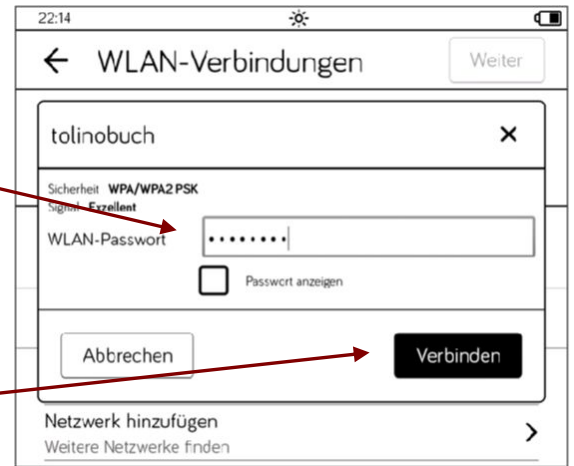 22:14
WLAN-Verbindungen
Weiter
tolinobuch
Sicherheit WPA/WPA2 PSK
Signal Exzellent
WLAN-Passwort ••••••••
Passwort anzeigen
Abbrechen
Verbinden
Netzwerk hinzufügen
Weitere Netzwerke finden